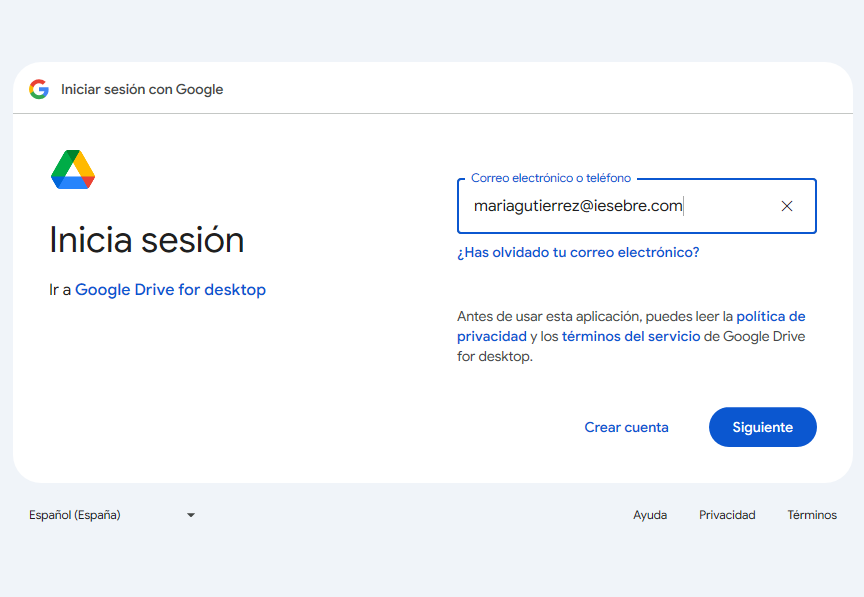 Iniciar sesión con Google
Inicia sesión
Ir a Google Drive for desktop
Correo electrónico o teléfono
mariagutierrez@iesebre.com
¿Has olvidado tu correo electrónico?
Antes de usar esta aplicación, puedes leer la política de
privacidad y los términos del servicio de Google Drive
for desktop.
Crear cuenta
Siguiente
Español (España)
Ayuda
Privacidad
Términos